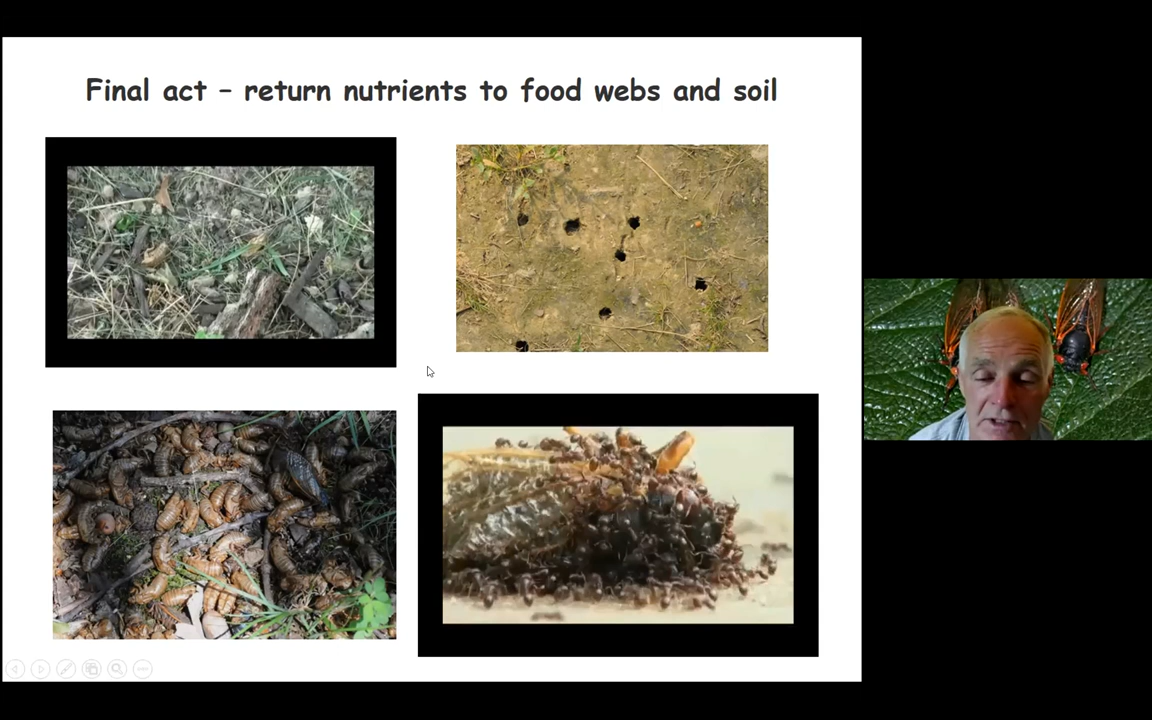 Final act – return nutrients to food webs and soil